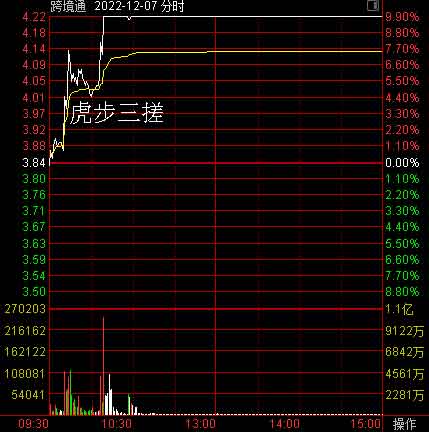 跨境通 2022-12-07 分时
4.22 9.90%
4.18 8.80%
4.14 7.70%
4.09 6.60%
4.05 5.50%
4.01 4.40%
3.97 3.30%
虎步三搓
3.92 2.20%
3.88 1.10%
3.84 0.00%
3.80 1.10%
3.76 2.20%
3.71 3.30%
3.67 4.40%
3.63 5.50%
3.59 6.60%
3.54 7.70%
3.50 8.80%
270203 1.1亿
216162 9122万
162122 6842万
108081 4561万
54041 2281万
09:30 10:30 13:00 14:00 15:00 操作